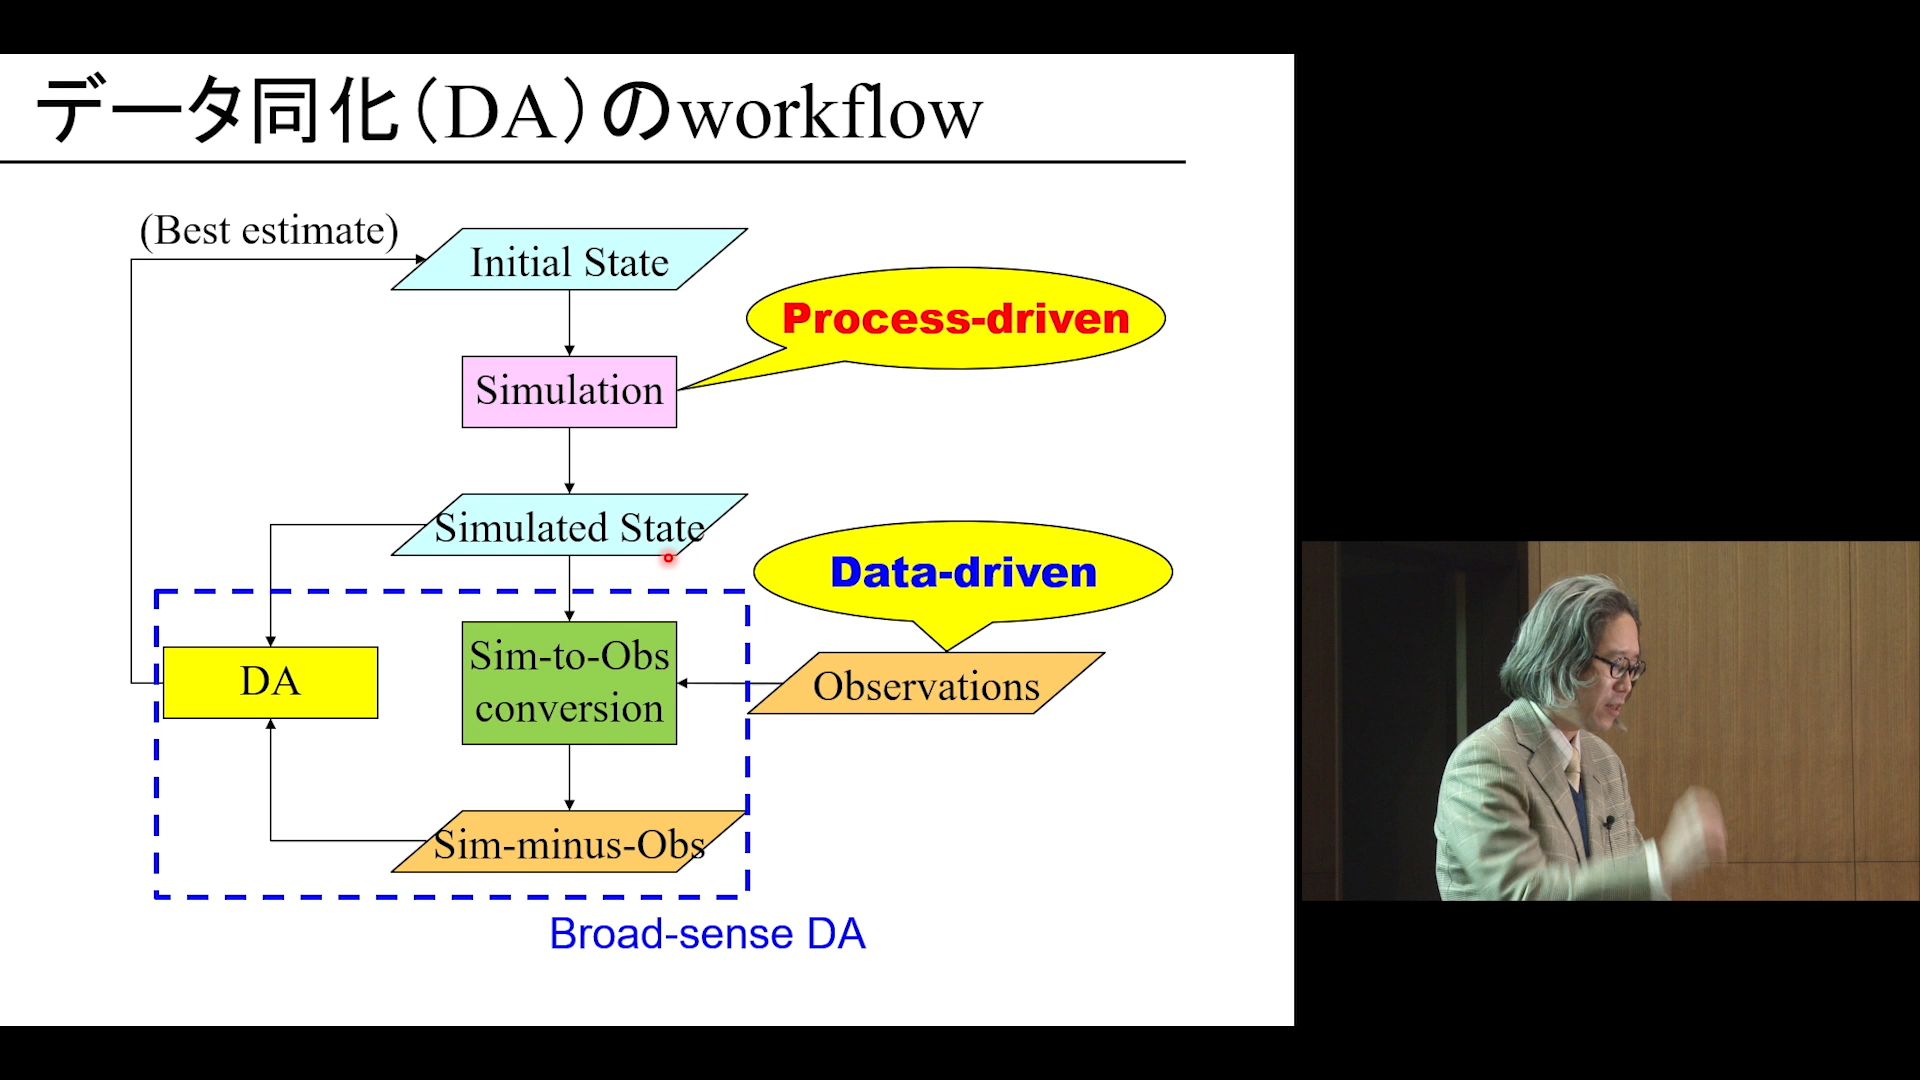 データ同化（DA）のworkflow
(Best estimate)
Initial State
Process-driven
Simulation
Simulated State
Data-driven
DA
Sim-to-Obs
conversion
Observations
Sim-minus-Obs
Broad-sense DA